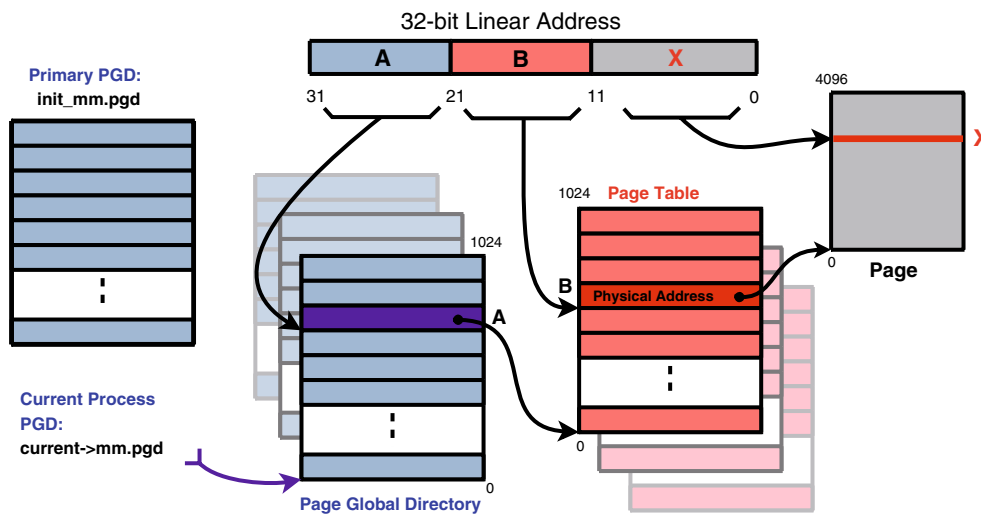 32-bit Linear Address
A B X
31 21 11 0
Primary PGD:
init_mm.pgd
4096
X
0
Page
1024
Page Table
1024
B
Physical Address
A
0
0
Current Process
PGD:
current->mm.pgd
Page Global Directory